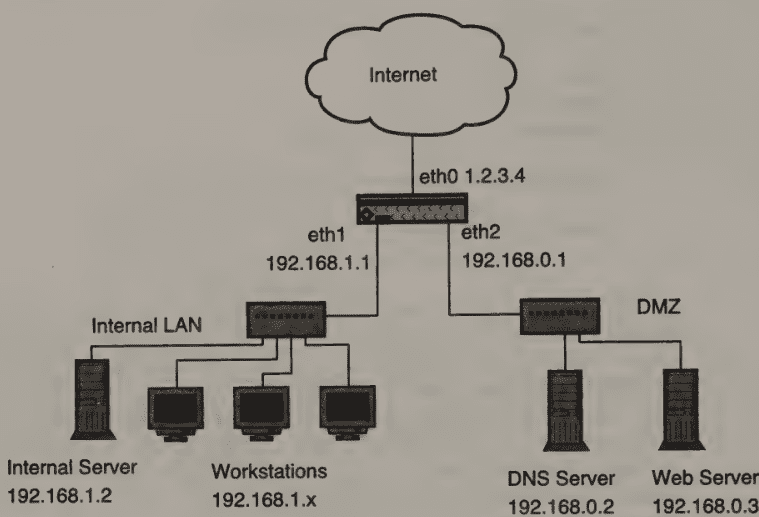 Internet
eth0 1.2.3.4
eth1
192.168.1.1
eth2
192.168.0.1
Internal LAN
DMZ
Internal Server
192.168.1.2
Workstations
192.168.1.x
DNS Server
192.168.0.2
Web Server
192.168.0.3